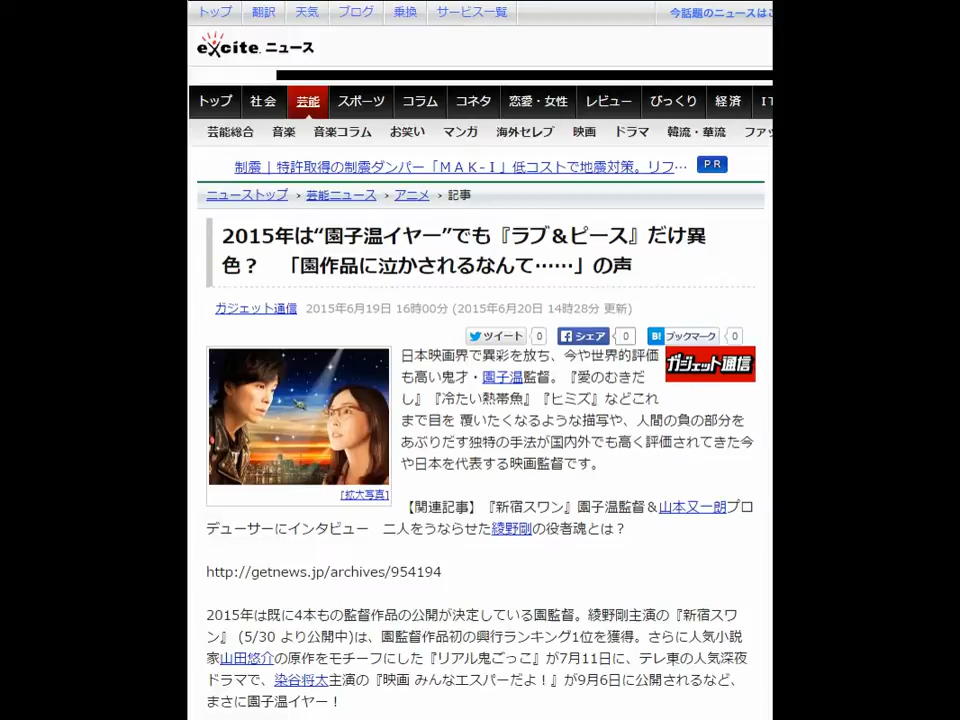 トップ 翻訳 天気 ブログ 乗換 サービス一覧 今話題のニュースは
excite. ニュース
トップ 社会 芸能 スポーツ コラム コネタ 恋愛・女性 レビュー びっくり 経済 IT
芸能総合 音楽 音楽コラム お笑い マンガ 海外セレブ 映画 ドラマ 韓流・華流 ファッ
制震 | 特許取得の制震ダンパー「ＭＡＫ-Ｉ」低コストで地震対策。リフ… PR
ニューストップ › 芸能ニュース › アニメ › 記事
2015年は“園子温イヤー”でも『ラブ＆ピース』だけ異
色？　「園作品に泣かされるなんて……」の声
ガジェット通信 2015年6月19日 16時00分 (2015年6月20日 14時28分 更新)
ツイート 0 シェア 0 B! ブックマーク 0
ガジェット通信
日本映画界で異彩を放ち、今や世界的評価
も高い鬼才・園子温監督。『愛のむきだ
し』『冷たい熱帯魚』『ヒミズ』などこれ
まで目を 覆いたくなるような描写や、人間の負の部分を
あぶりだす独特の手法が国内外でも高く評価されてきた今
や日本を代表する映画監督です。
[拡大写真]
【関連記事】『新宿スワン』園子温監督＆山本又一朗プロ
デューサーにインタビュー　二人をうならせた綾野剛の役者魂とは？
http://getnews.jp/archives/954194
2015年は既に4本もの監督作品の公開が決定している園監督。綾野剛主演の『新宿スワ
ン』 (5/30 より公開中)は、園監督作品初の興行ランキング1位を獲得。さらに人気小説
家山田悠介の原作をモチーフにした『リアル鬼ごっこ』が7月11日に、テレ東の人気深夜
ドラマで、染谷将太主演の『映画 みんなエスパーだよ！』が9月6日に公開されるなど、
まさに園子温イヤー！